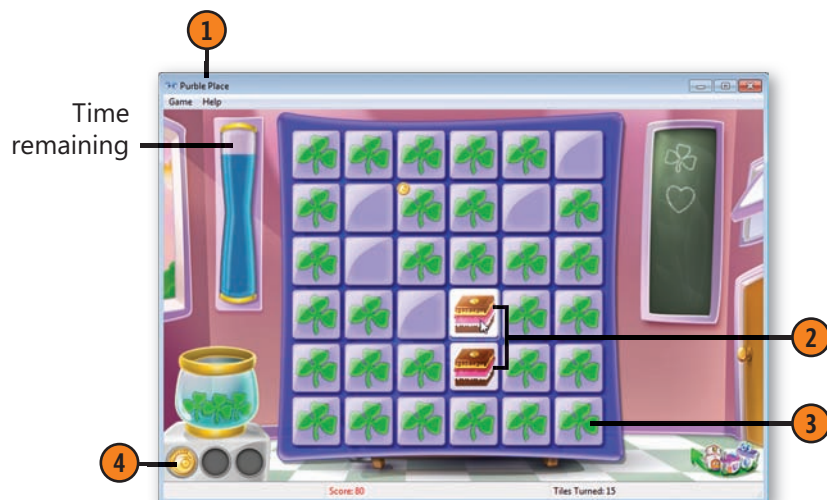 1
Purble Place
Game Help
Time
remaining
2
3
4
Score: 80
Tiles Turned: 15